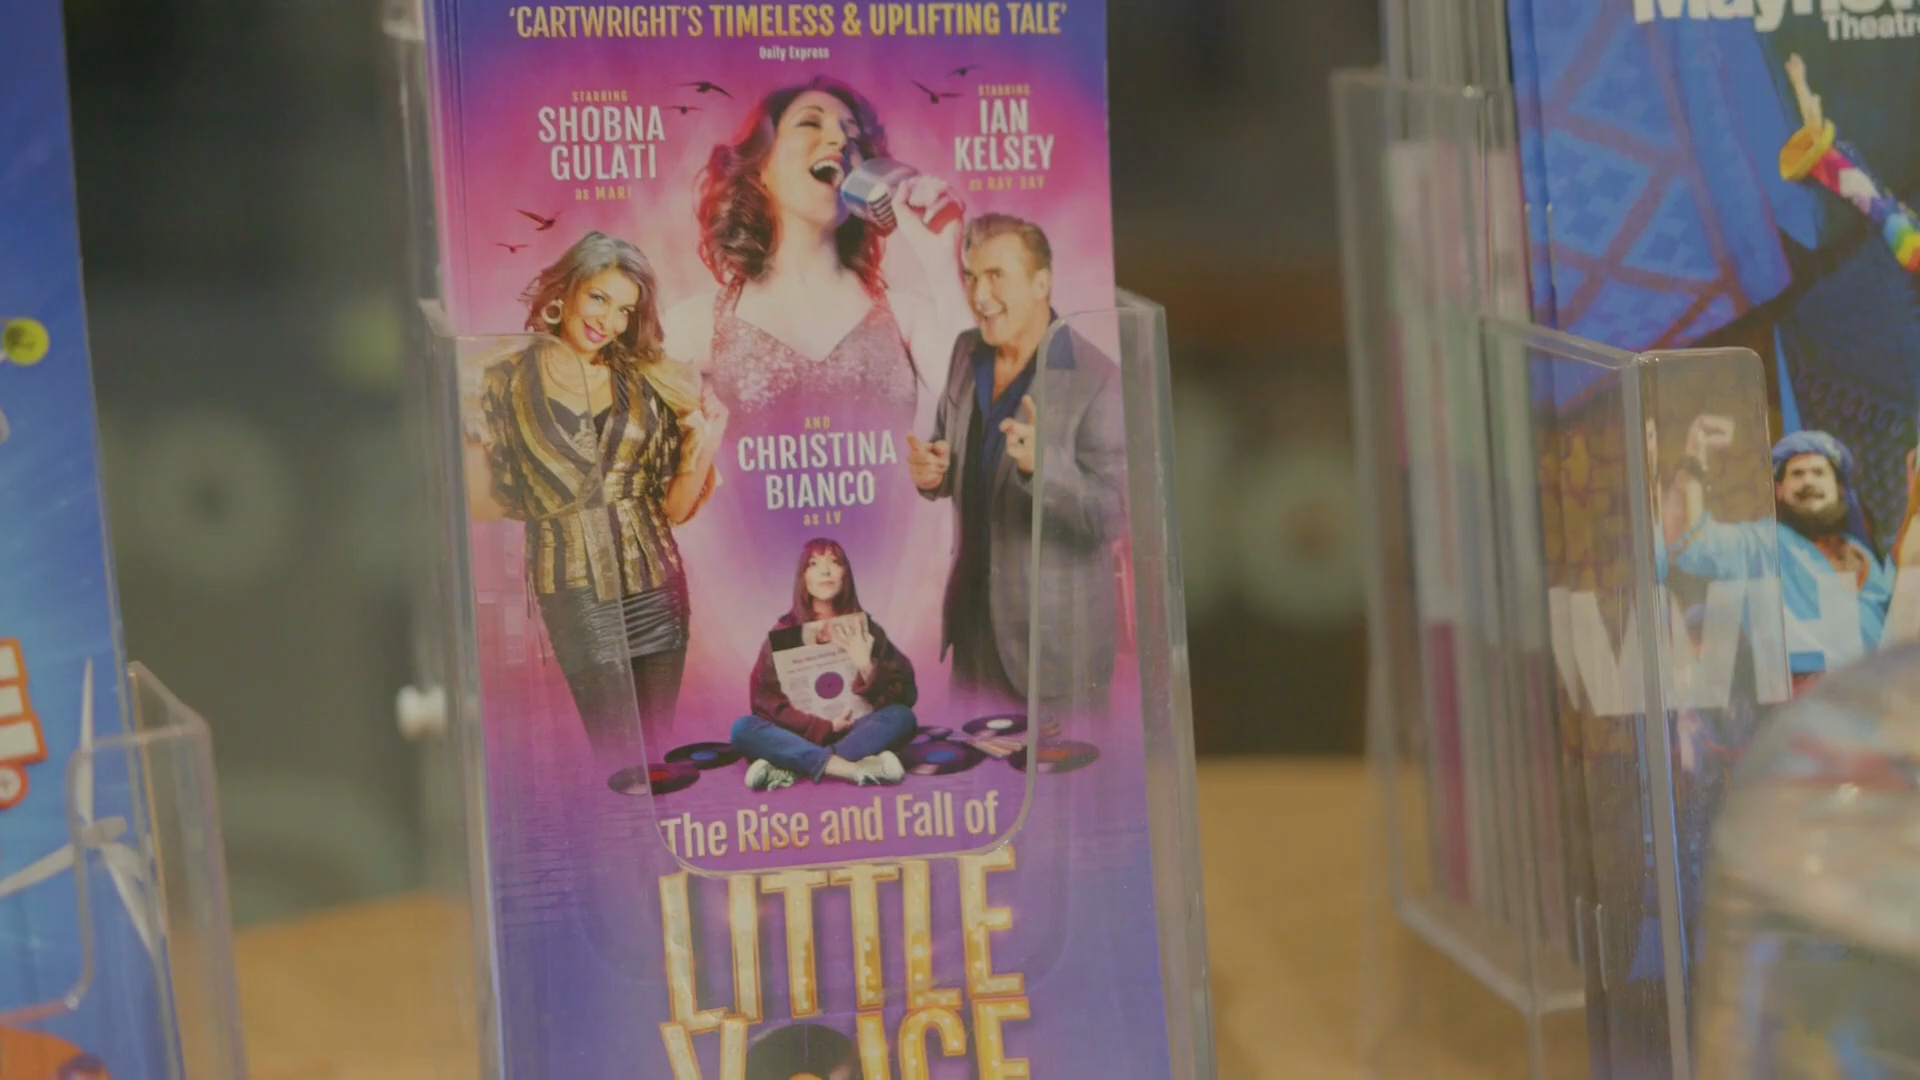 'CARTWRIGHT'S TIMELESS & UPLIFTING TALE'
Daily Express
STARRING
SHOBNA
GULATI
as MARI
STARRING
IAN
KELSEY
as RAY SAY
AND
CHRISTINA
BIANCO
as LV
The Rise and Fall of
LITTLE
VOICE
Theatre